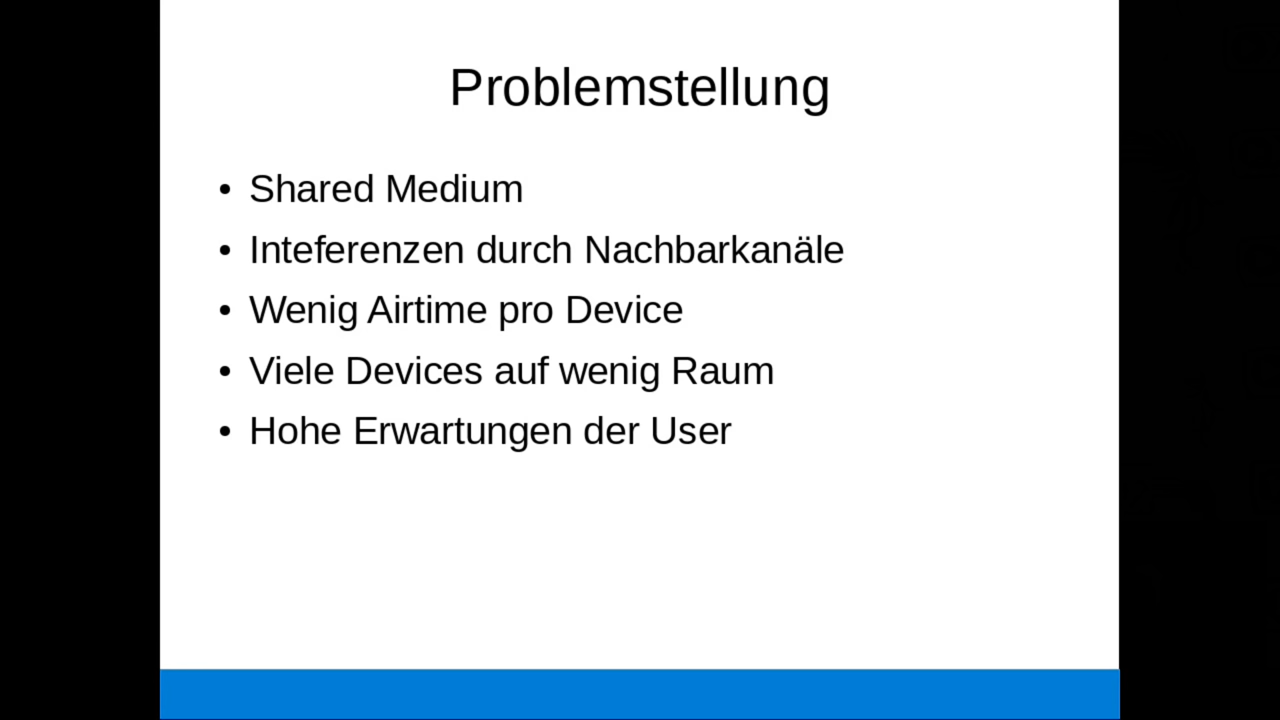 Problemstellung
• Shared Medium
• Inteferenzen durch Nachbarkanäle
• Wenig Airtime pro Device
• Viele Devices auf wenig Raum
• Hohe Erwartungen der User